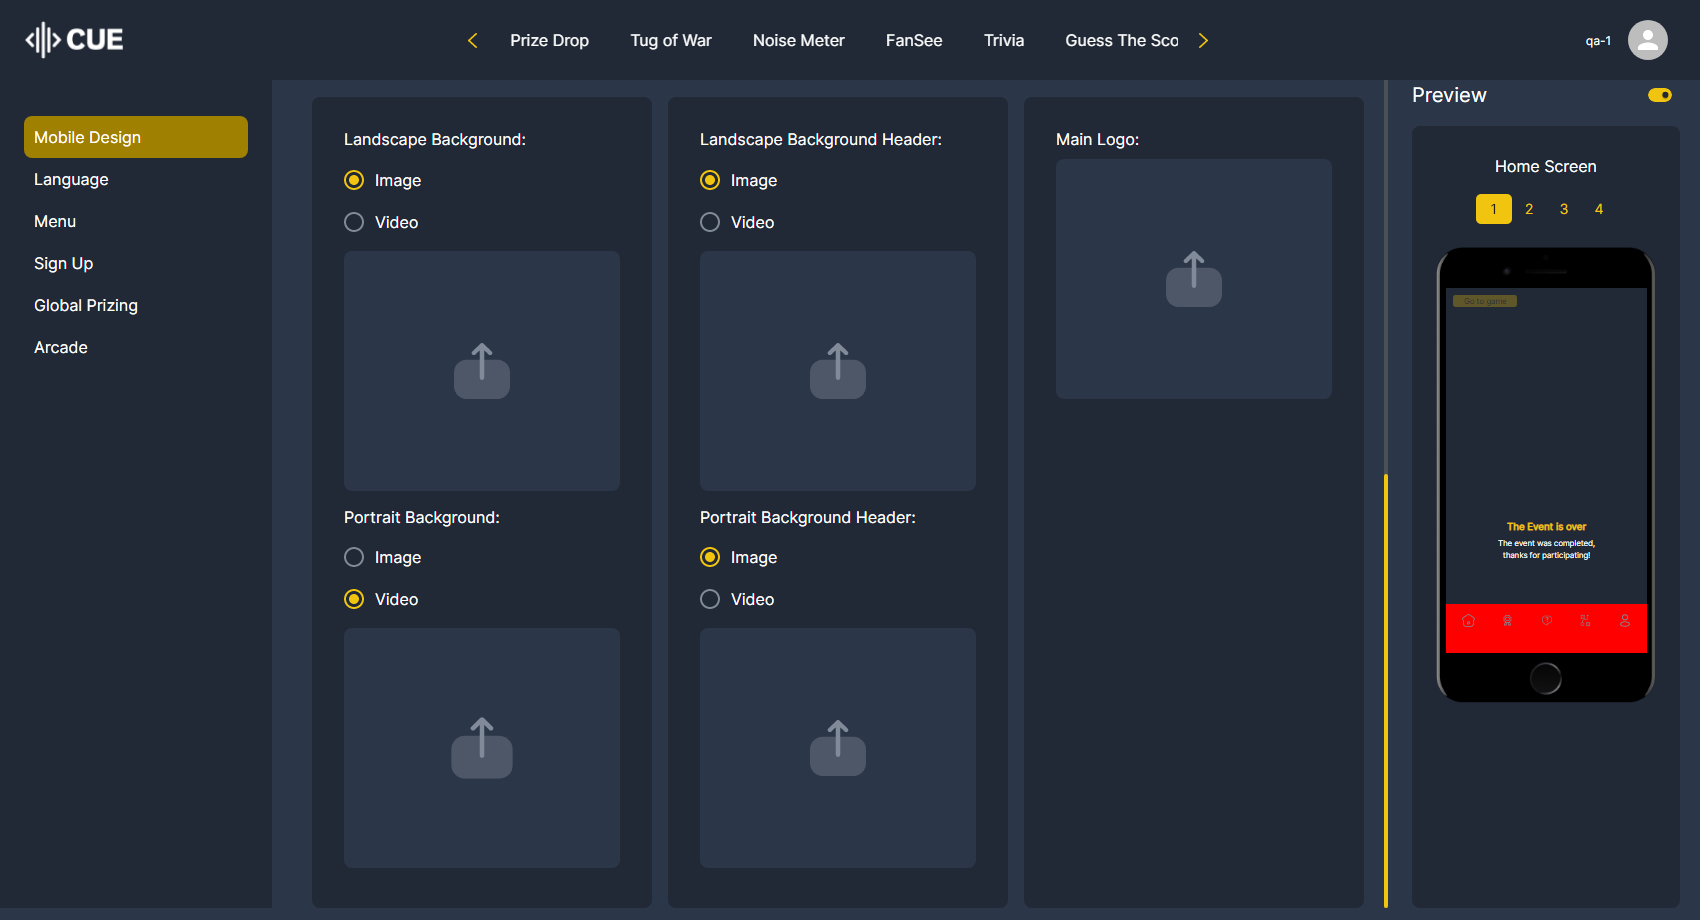 CUE
Prize Drop
Tug of War
Noise Meter
FanSee
Trivia
Guess The Sco
qa-1
Mobile Design
Language
Menu
Sign Up
Global Prizing
Arcade
Landscape Background:
Image
Video
Portrait Background:
Image
Video
Landscape Background Header:
Image
Video
Portrait Background Header:
Image
Video
Main Logo:
Preview
Home Screen
1 2 3 4
Go to game
The Event is over
The event was completed,
thanks for participating!